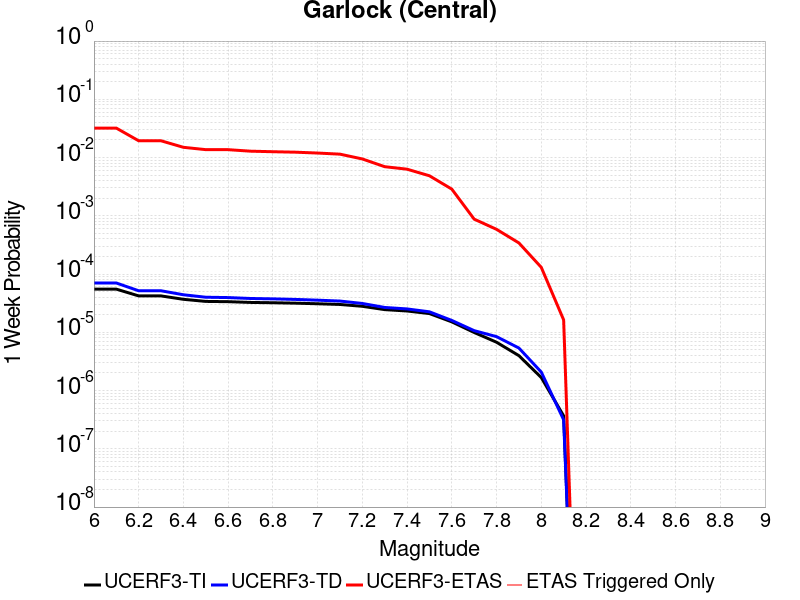 Garlock (Central)
10^0
10^-1
10^-2
10^-3
10^-4
10^-5
10^-6
10^-7
10^-8
1 Week Probability
6 6.2 6.4 6.6 6.8 7 7.2 7.4 7.6 7.8 8 8.2 8.4 8.6 8.8 9
Magnitude
UCERF3-TI UCERF3-TD UCERF3-ETAS ETAS Triggered Only